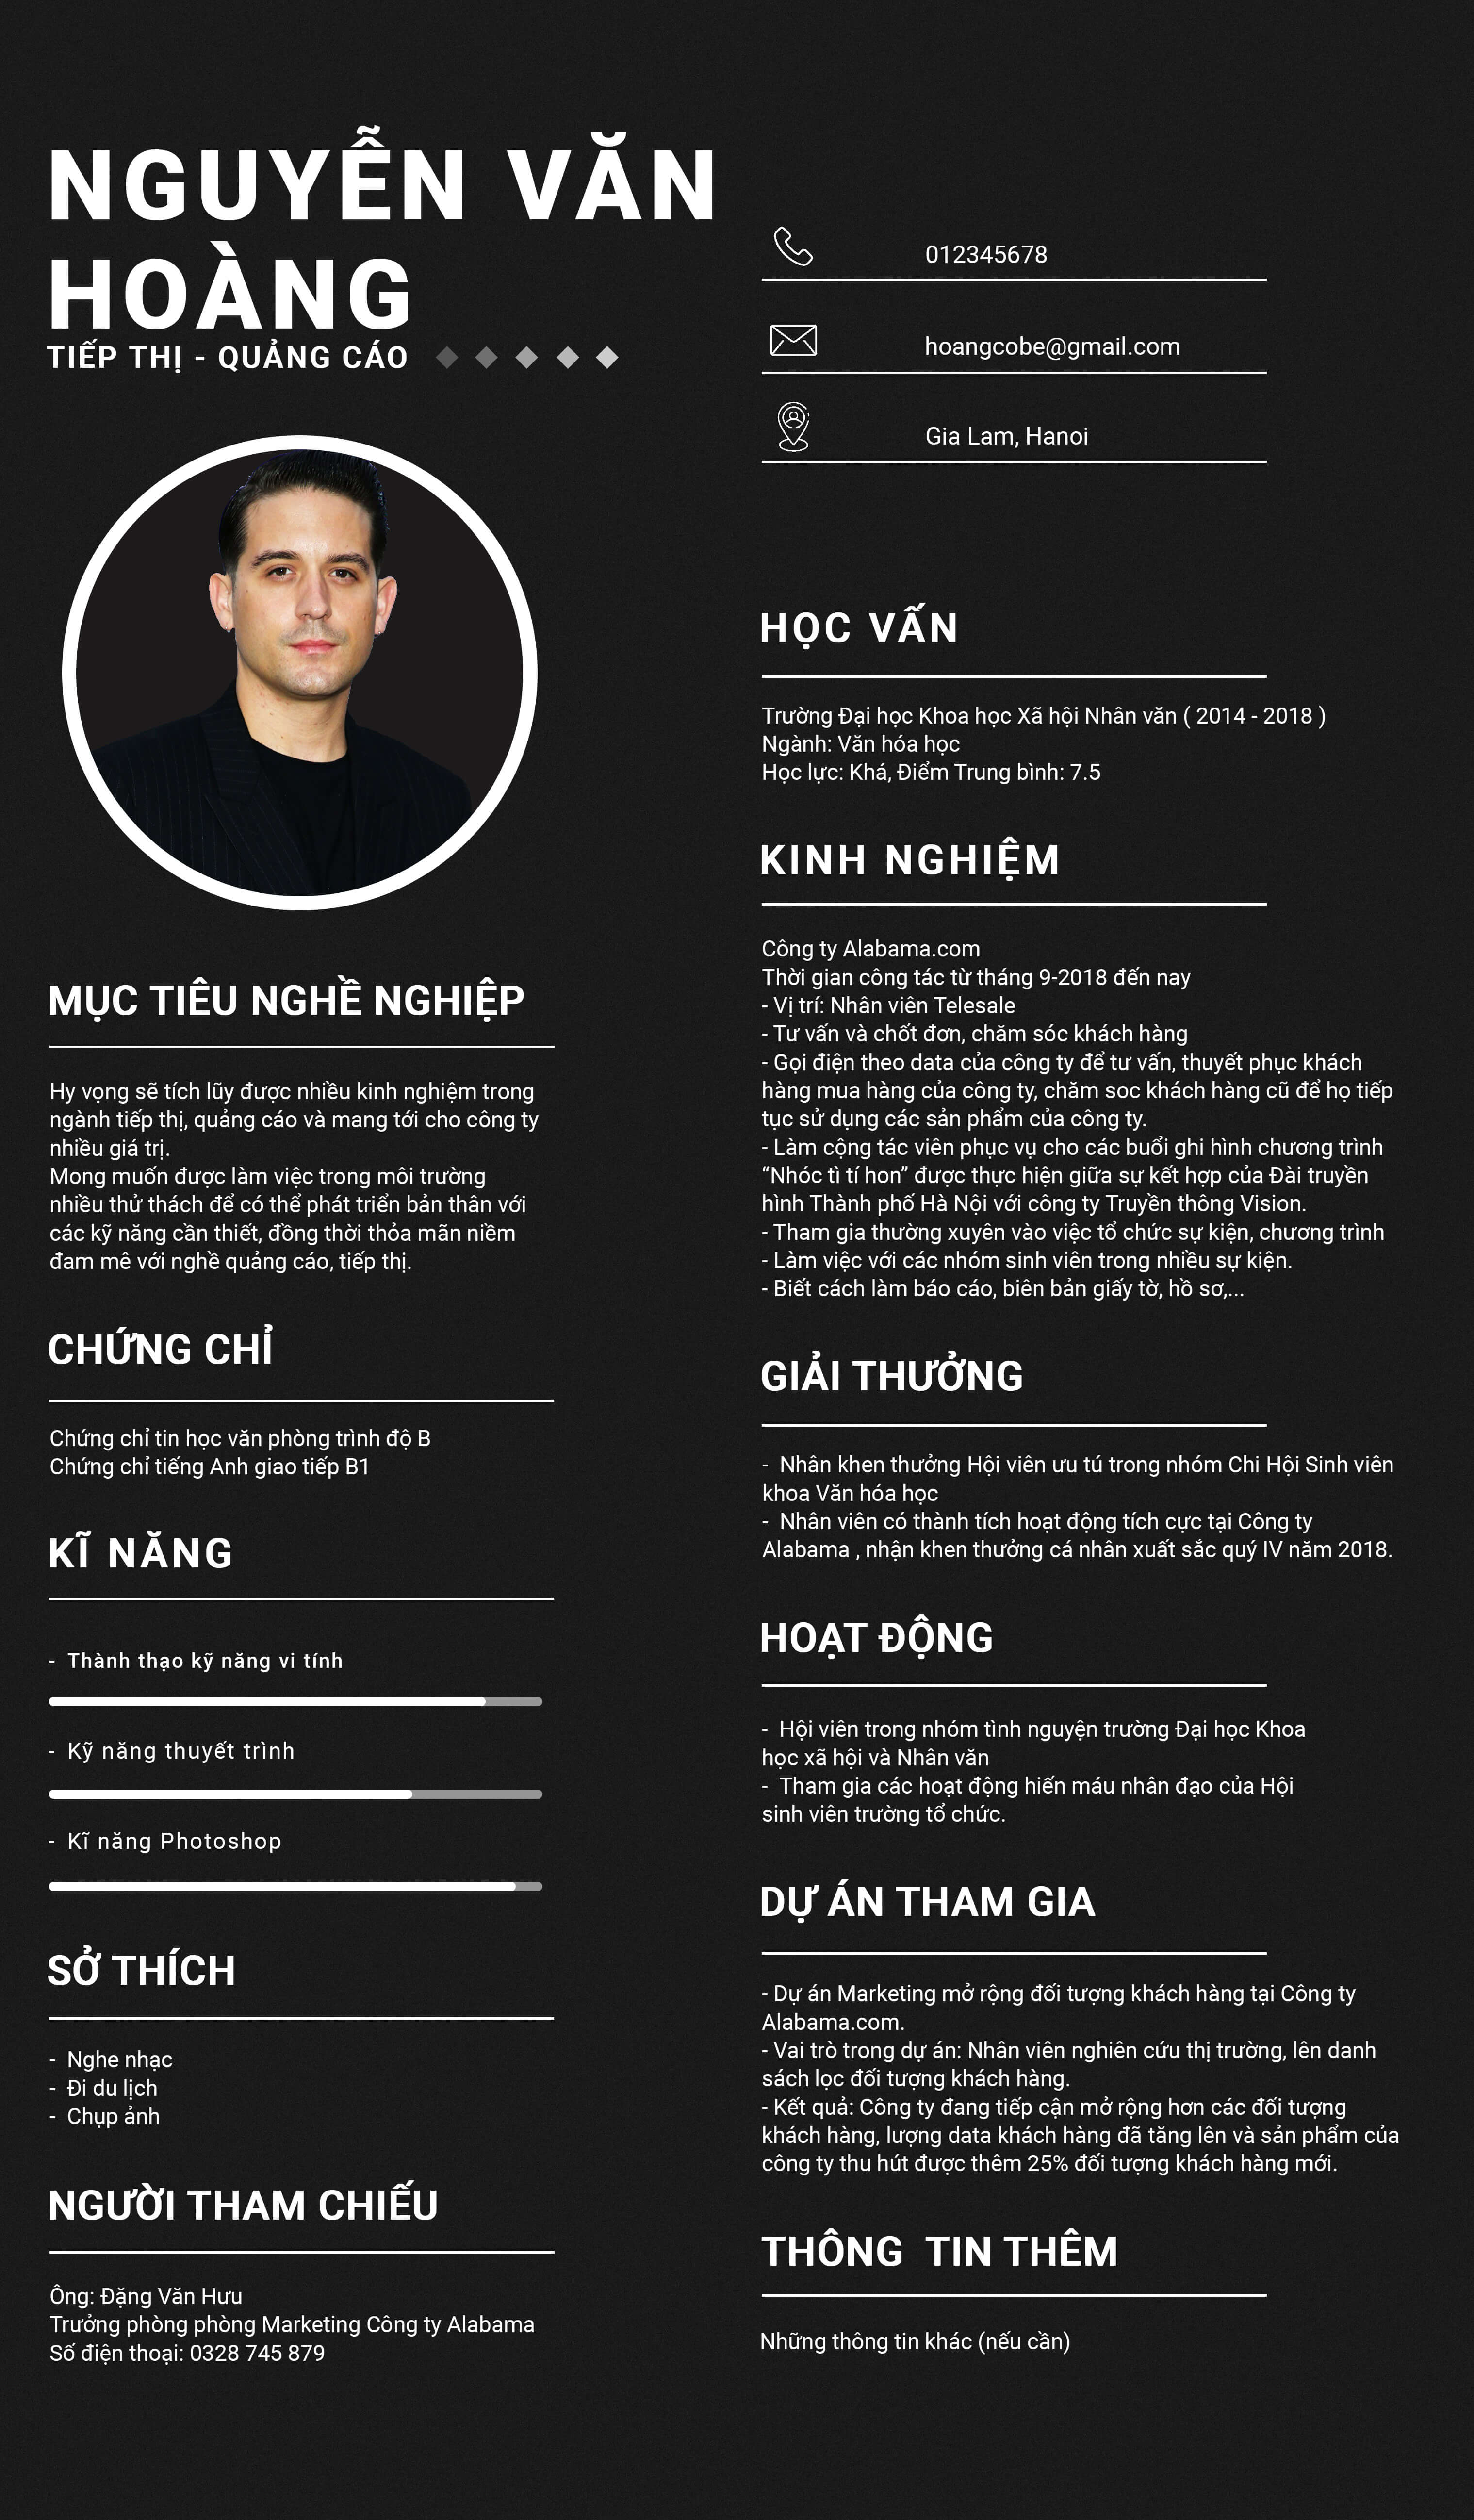 NGUYỄN VĂN
HOÀNG
TIẾP THỊ - QUẢNG CÁO
012345678
hoangcobe@gmail.com
Gia Lam, Hanoi
MỤC TIÊU NGHỀ NGHIỆP
Hy vọng sẽ tích lũy được nhiều kinh nghiệm trong
ngành tiếp thị, quảng cáo và mang tới cho công ty
nhiều giá trị.
Mong muốn được làm việc trong môi trường
nhiều thử thách để có thể phát triển bản thân với
các kỹ năng cần thiết, đồng thời thỏa mãn niềm
đam mê với nghề quảng cáo, tiếp thị.
CHỨNG CHỈ
Chứng chỉ tin học văn phòng trình độ B
Chứng chỉ tiếng Anh giao tiếp B1
KĨ NĂNG
- Thành thạo kỹ năng vi tính
- Kỹ năng thuyết trình
- Kĩ năng Photoshop
SỞ THÍCH
- Nghe nhạc
- Đi du lịch
- Chụp ảnh
NGƯỜI THAM CHIẾU
Ông: Đặng Văn Hưu
Trưởng phòng phòng Marketing Công ty Alabama
Số điện thoại: 0328 745 879
HỌC VẤN
Trường Đại học Khoa học Xã hội Nhân văn ( 2014 - 2018 )
Ngành: Văn hóa học
Học lực: Khá, Điểm Trung bình: 7.5
KINH NGHIỆM
Công ty Alabama.com
Thời gian công tác từ tháng 9-2018 đến nay
- Vị trí: Nhân viên Telesale
- Tư vấn và chốt đơn, chăm sóc khách hàng
- Gọi điện theo data của công ty để tư vấn, thuyết phục khách
hàng mua hàng của công ty, chăm soc khách hàng cũ để họ tiếp
tục sử dụng các sản phẩm của công ty.
- Làm cộng tác viên phục vụ cho các buổi ghi hình chương trình
“Nhóc tì tí hon” được thực hiện giữa sự kết hợp của Đài truyền
hình Thành phố Hà Nội với công ty Truyền thông Vision.
- Tham gia thường xuyên vào việc tổ chức sự kiện, chương trình
- Làm việc với các nhóm sinh viên trong nhiều sự kiện.
- Biết cách làm báo cáo, biên bản giấy tờ, hồ sơ,...
GIẢI THƯỞNG
- Nhân khen thưởng Hội viên ưu tú trong nhóm Chi Hội Sinh viên
khoa Văn hóa học
- Nhân viên có thành tích hoạt động tích cực tại Công ty
Alabama , nhận khen thưởng cá nhân xuất sắc quý IV năm 2018.
HOẠT ĐỘNG
- Hội viên trong nhóm tình nguyện trường Đại học Khoa
học xã hội và Nhân văn
- Tham gia các hoạt động hiến máu nhân đạo của Hội
sinh viên trường tổ chức.
DỰ ÁN THAM GIA
- Dự án Marketing mở rộng đối tượng khách hàng tại Công ty
Alabama.com.
- Vai trò trong dự án: Nhân viên nghiên cứu thị trường, lên danh
sách lọc đối tượng khách hàng.
- Kết quả: Công ty đang tiếp cận mở rộng hơn các đối tượng
khách hàng, lượng data khách hàng đã tăng lên và sản phẩm của
công ty thu hút được thêm 25% đối tượng khách hàng mới.
THÔNG TIN THÊM
Những thông tin khác (nếu cần)